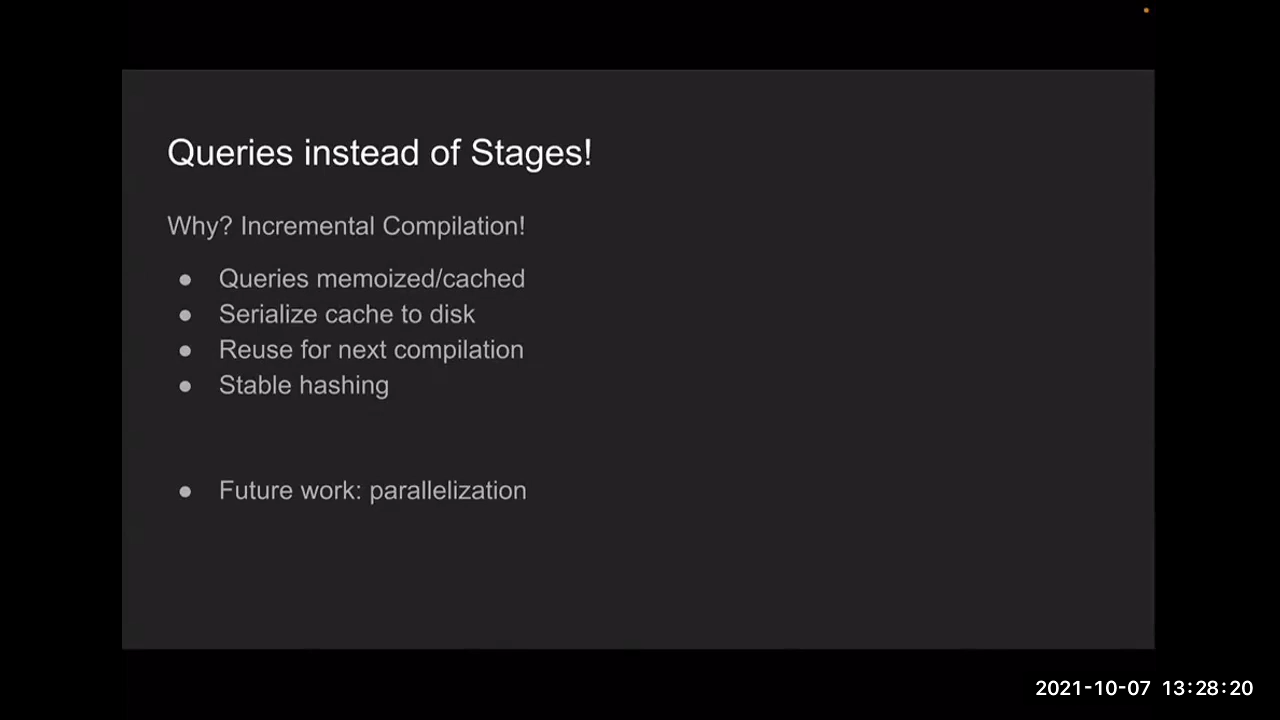 Queries instead of Stages!
Why? Incremental Compilation!
● Queries memoized/cached
● Serialize cache to disk
● Reuse for next compilation
● Stable hashing
● Future work: parallelization
2021-10-07 13:28:20